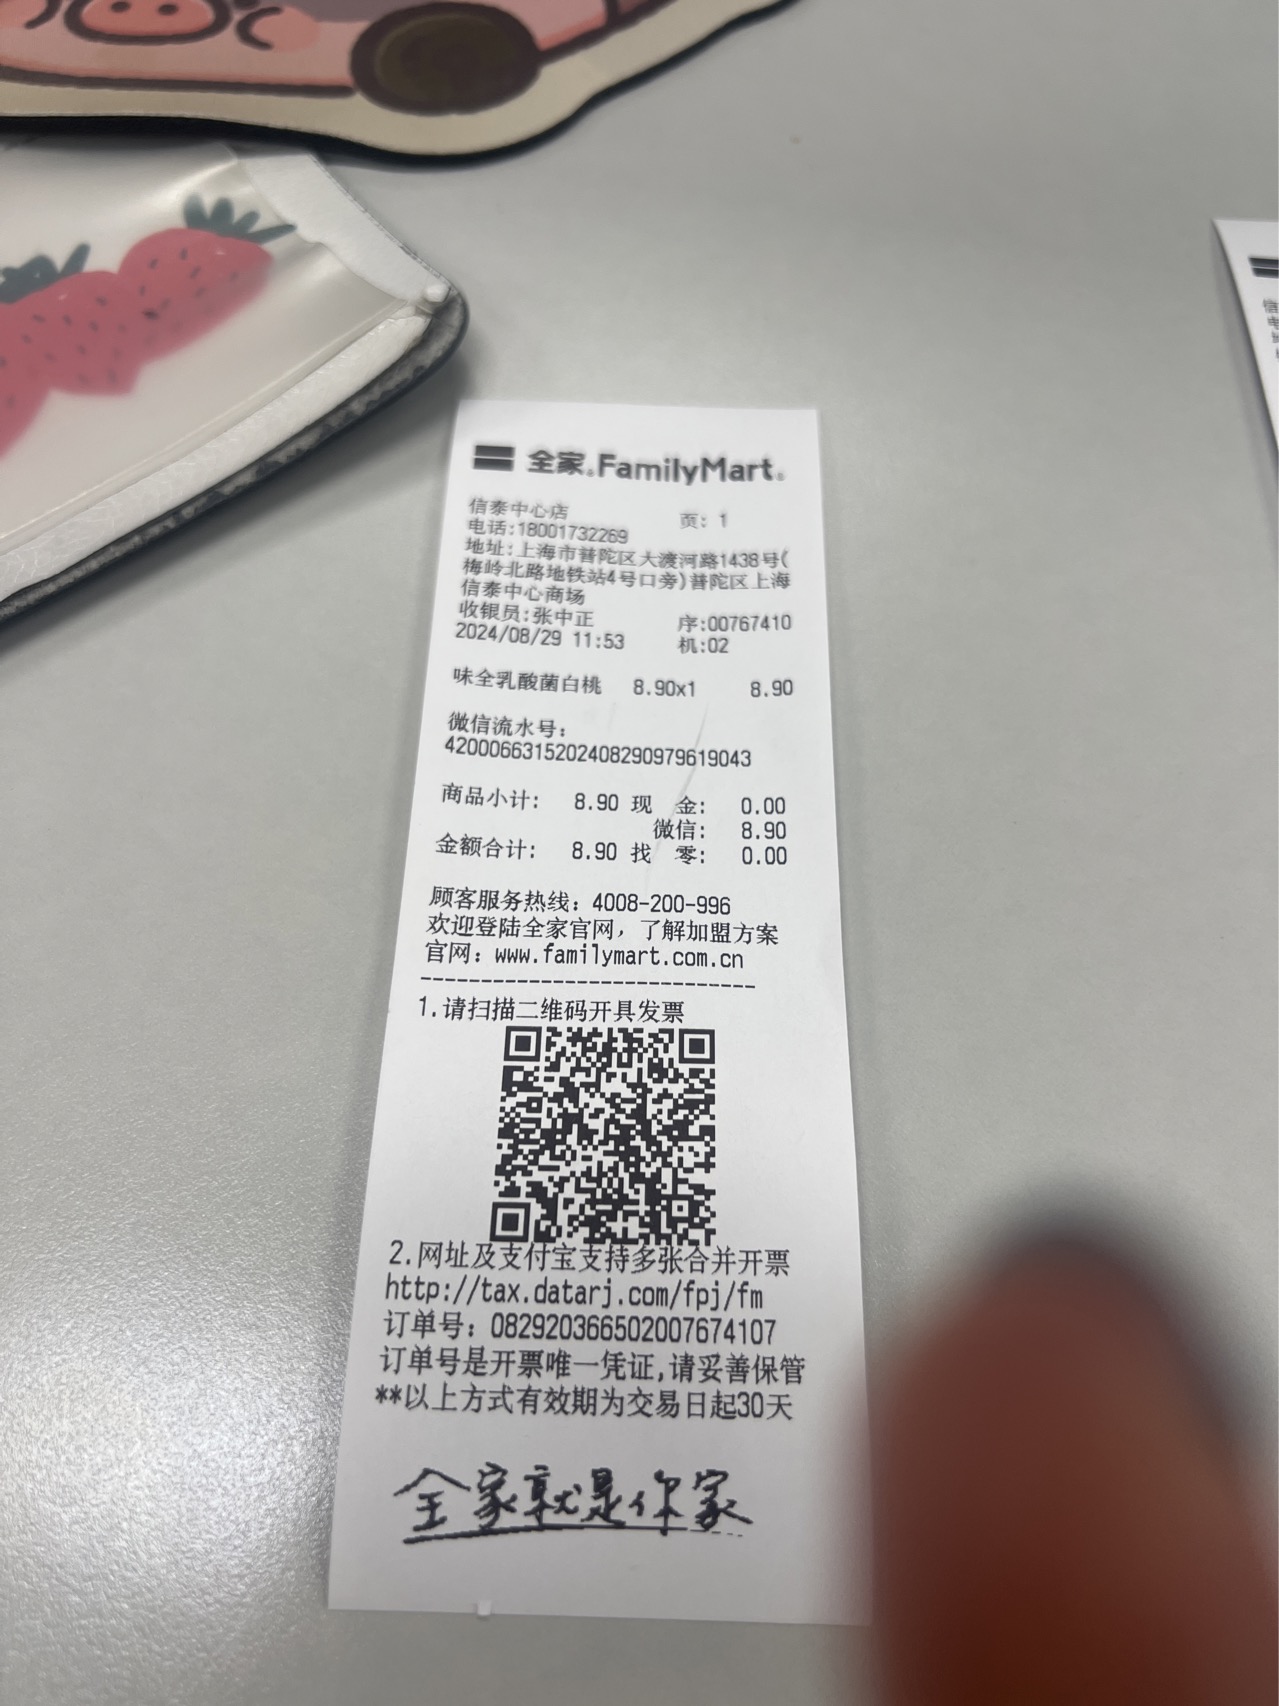 全家 FamilyMart
信泰中心店 页: 1
电话:18001732269
地址:上海市普陀区大渡河路1438号(
梅岭北路地铁站4号口旁)普陀区上海
信泰中心商场
收银员:张中正 序:00767410
2024/08/29 11:53 机:02
味全乳酸菌白桃 8.90x1 8.90
微信流水号:
4200066315202408290979619043
商品小计: 8.90 现 金: 0.00
微信: 8.90
金额合计: 8.90 找 零: 0.00
顾客服务热线: 4008-200-996
欢迎登陆全家官网, 了解加盟方案
官网: www.familymart.com.cn
1.请扫描二维码开具发票
2.网址及支付宝支持多张合并开票
http://tax.datarj.com/fpj/fm
订单号: 082920366502007674107
订单号是开票唯一凭证,请妥善保管
**以上方式有效期为交易日起30天
全家就是你家
信
电